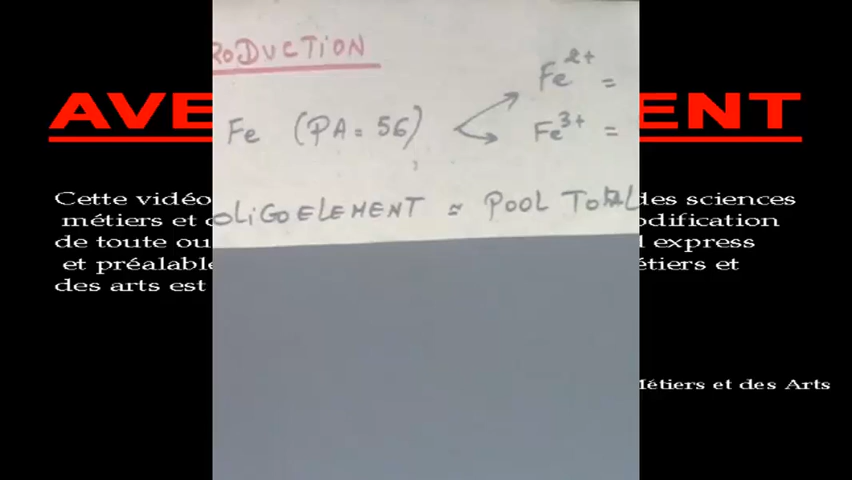 RODUCTION
Fe²⁺ =
Fe (PA = 56)
Fe³⁺ =
OLIGOELEMENT = POOL TOTAL
AVE ENT
Cette vidéo des sciences
métiers et odification
de toute ou express
et préalable étiers et
des arts est
Métiers et des Arts